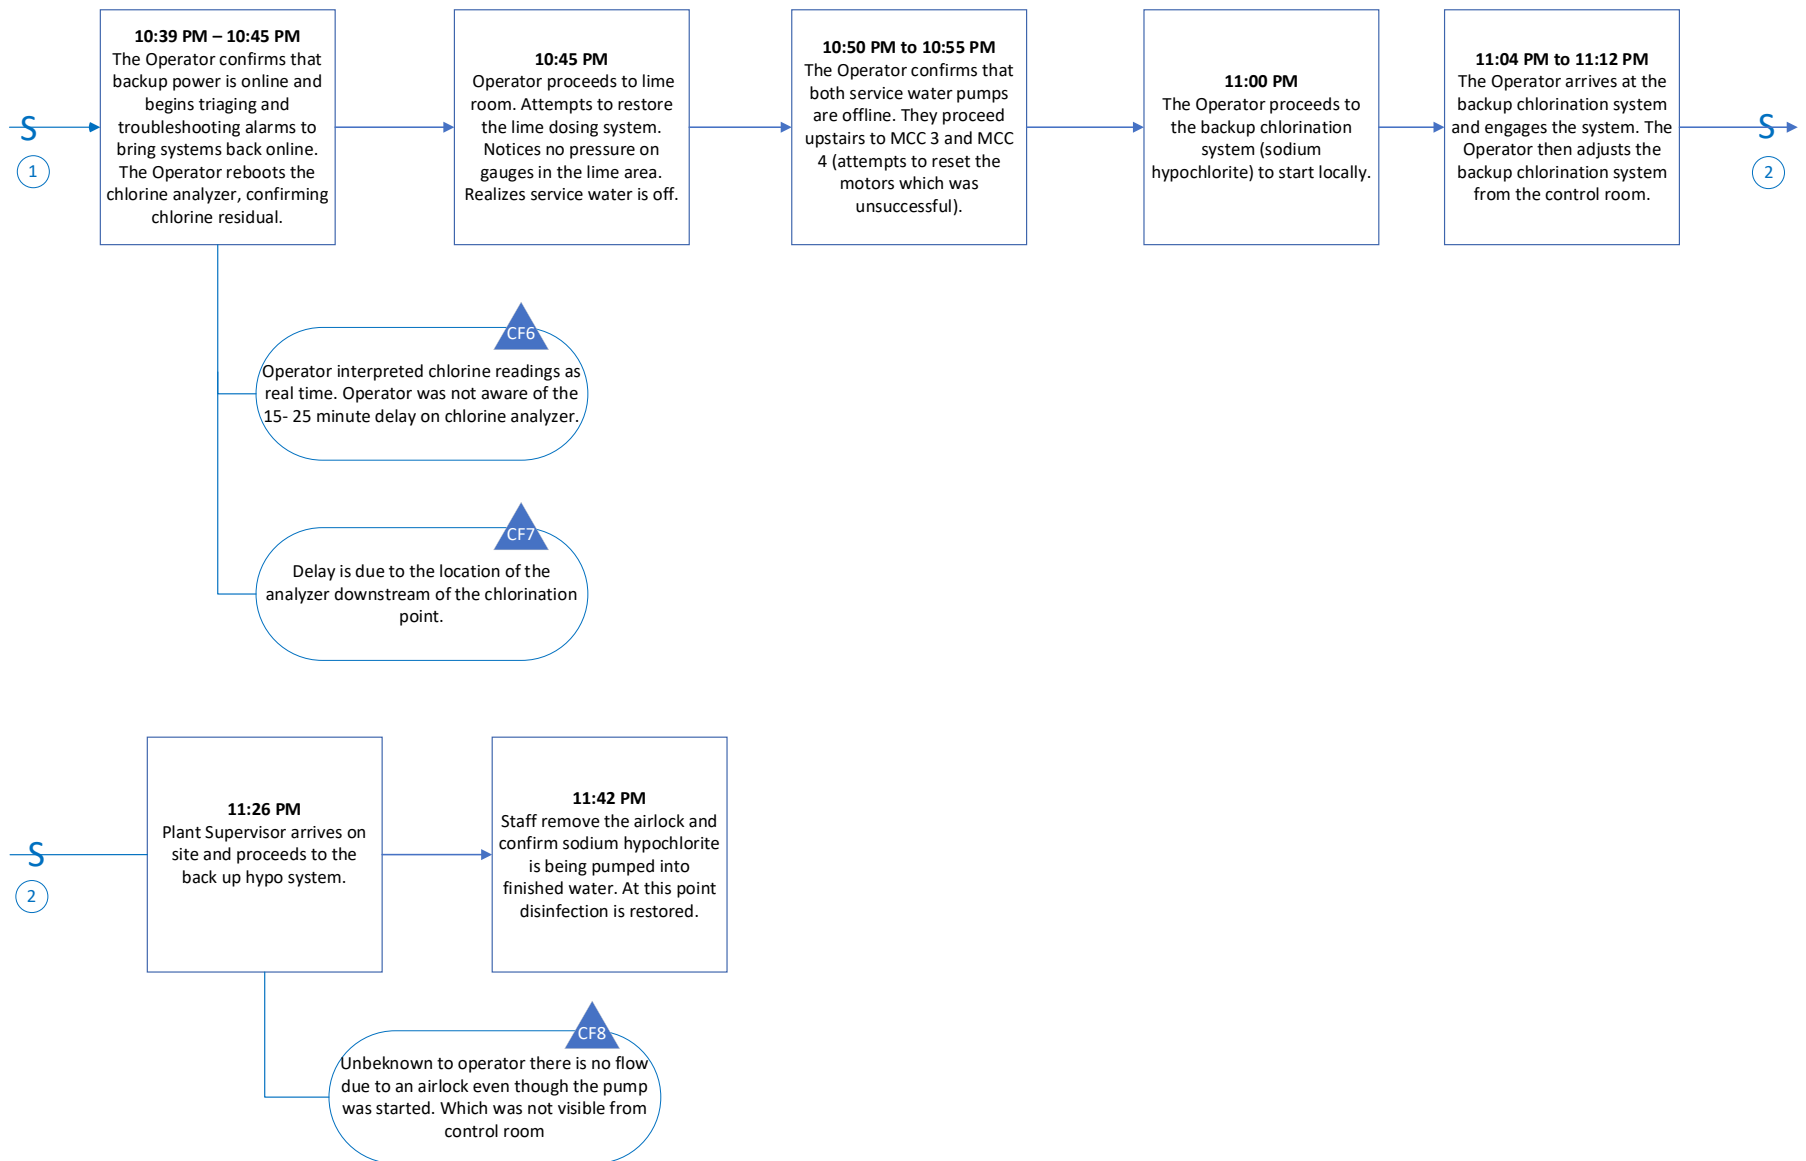 10:39 PM – 10:45 PM
The Operator confirms that
backup power is online and
begins triaging and
troubleshooting alarms to
bring systems back online.
The Operator reboots the
chlorine analyzer, confirming
chlorine residual.
10:45 PM
Operator proceeds to lime
room. Attempts to restore
the lime dosing system.
Notices no pressure on
gauges in the lime area.
Realizes service water is off.
10:50 PM to 10:55 PM
The Operator confirms that
both service water pumps
are offline. They proceed
upstairs to MCC 3 and MCC
4 (attempts to reset the
motors which was
unsuccessful).
11:00 PM
The Operator proceeds to
the backup chlorination
system (sodium
hypochlorite) to start locally.
11:04 PM to 11:12 PM
The Operator arrives at the
backup chlorination system
and engages the system. The
Operator then adjusts the
backup chlorination system
from the control room.
S
1
S
2
CF6
Operator interpreted chlorine readings as
real time. Operator was not aware of the
15- 25 minute delay on chlorine analyzer.
CF7
Delay is due to the location of the
analyzer downstream of the chlorination
point.
S
2
11:26 PM
Plant Supervisor arrives on
site and proceeds to the
back up hypo system.
11:42 PM
Staff remove the airlock and
confirm sodium hypochlorite
is being pumped into
finished water. At this point
disinfection is restored.
CF8
Unbeknown to operator there is no flow
due to an airlock even though the pump
was started. Which was not visible from
control room